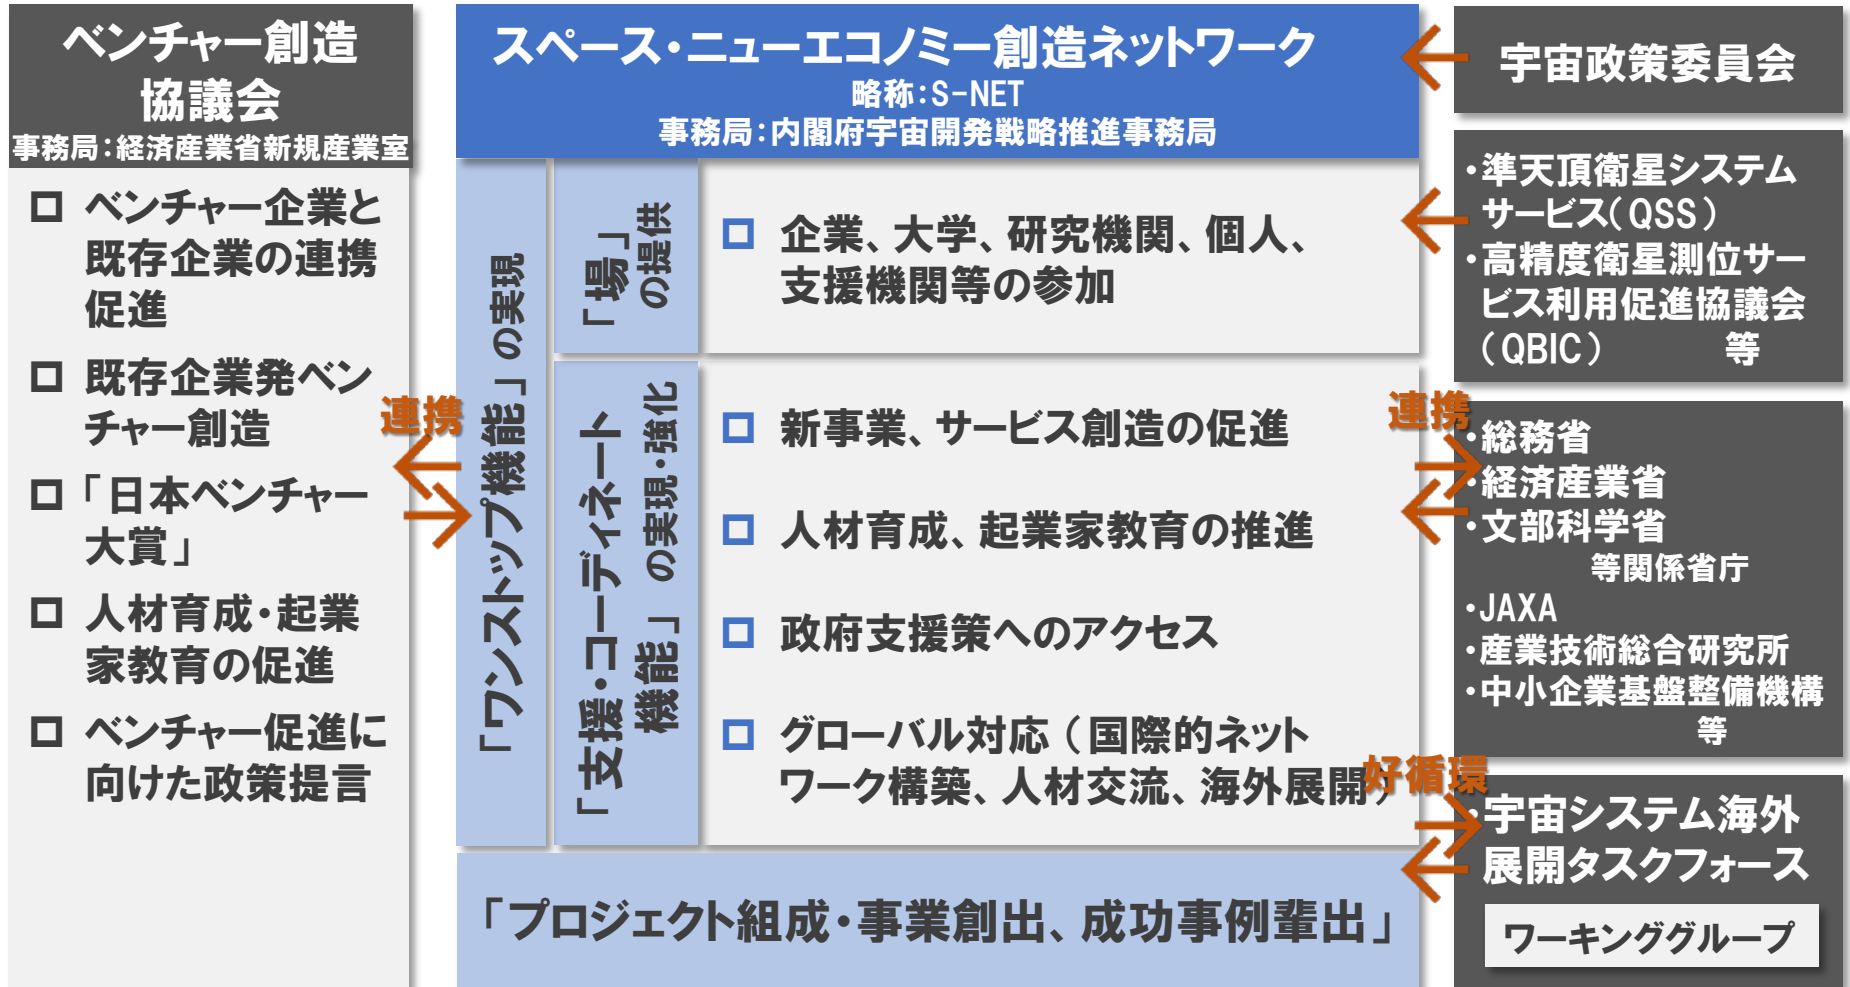 ベンチャー創造
協議会
事務局：経済産業省新規産業室
□ ベンチャー企業と
既存企業の連携
促進
□ 既存企業発ベン
チャー創造
□ 「日本ベンチャー
大賞」
□ 人材育成・起業
家教育の促進
□ ベンチャー促進に
向けた政策提言
連携
スペース・ニューエコノミー創造ネットワーク
略称：S-NET
事務局：内閣府宇宙開発戦略推進事務局
「ワンストップ機能」の実現
「場」
の提供
□ 企業、大学、研究機関、個人、
支援機関等の参加
「支援・コーディネート
機能」の実現・強化
□ 新事業、サービス創造の促進
□ 人材育成、起業家教育の推進
□ 政府支援策へのアクセス
□ グローバル対応（国際的ネット
ワーク構築、人材交流、海外展開）
「プロジェクト組成・事業創出、成功事例輩出」
宇宙政策委員会
・準天頂衛星システム
サービス（QSS）
・高精度衛星測位サー
ビス利用促進協議会
（QBIC） 等
連携
・総務省
・経済産業省
・文部科学省
等関係省庁
・JAXA
・産業技術総合研究所
・中小企業基盤整備機構
等
好循環
・宇宙システム海外
展開タスクフォース
ワーキンググループ